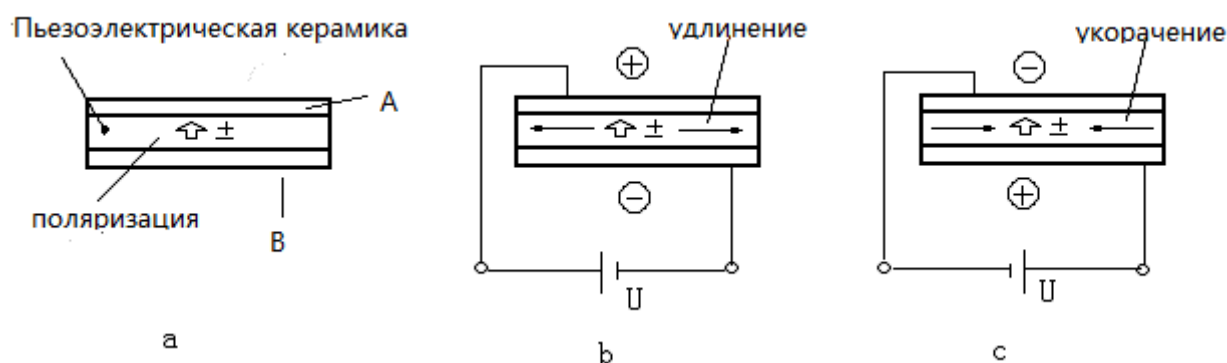 Пьезоэлектрическая керамика
A
±
поляризация
B
a
удлинение
+
±
−
U
b
укорачение
−
±
+
U
c